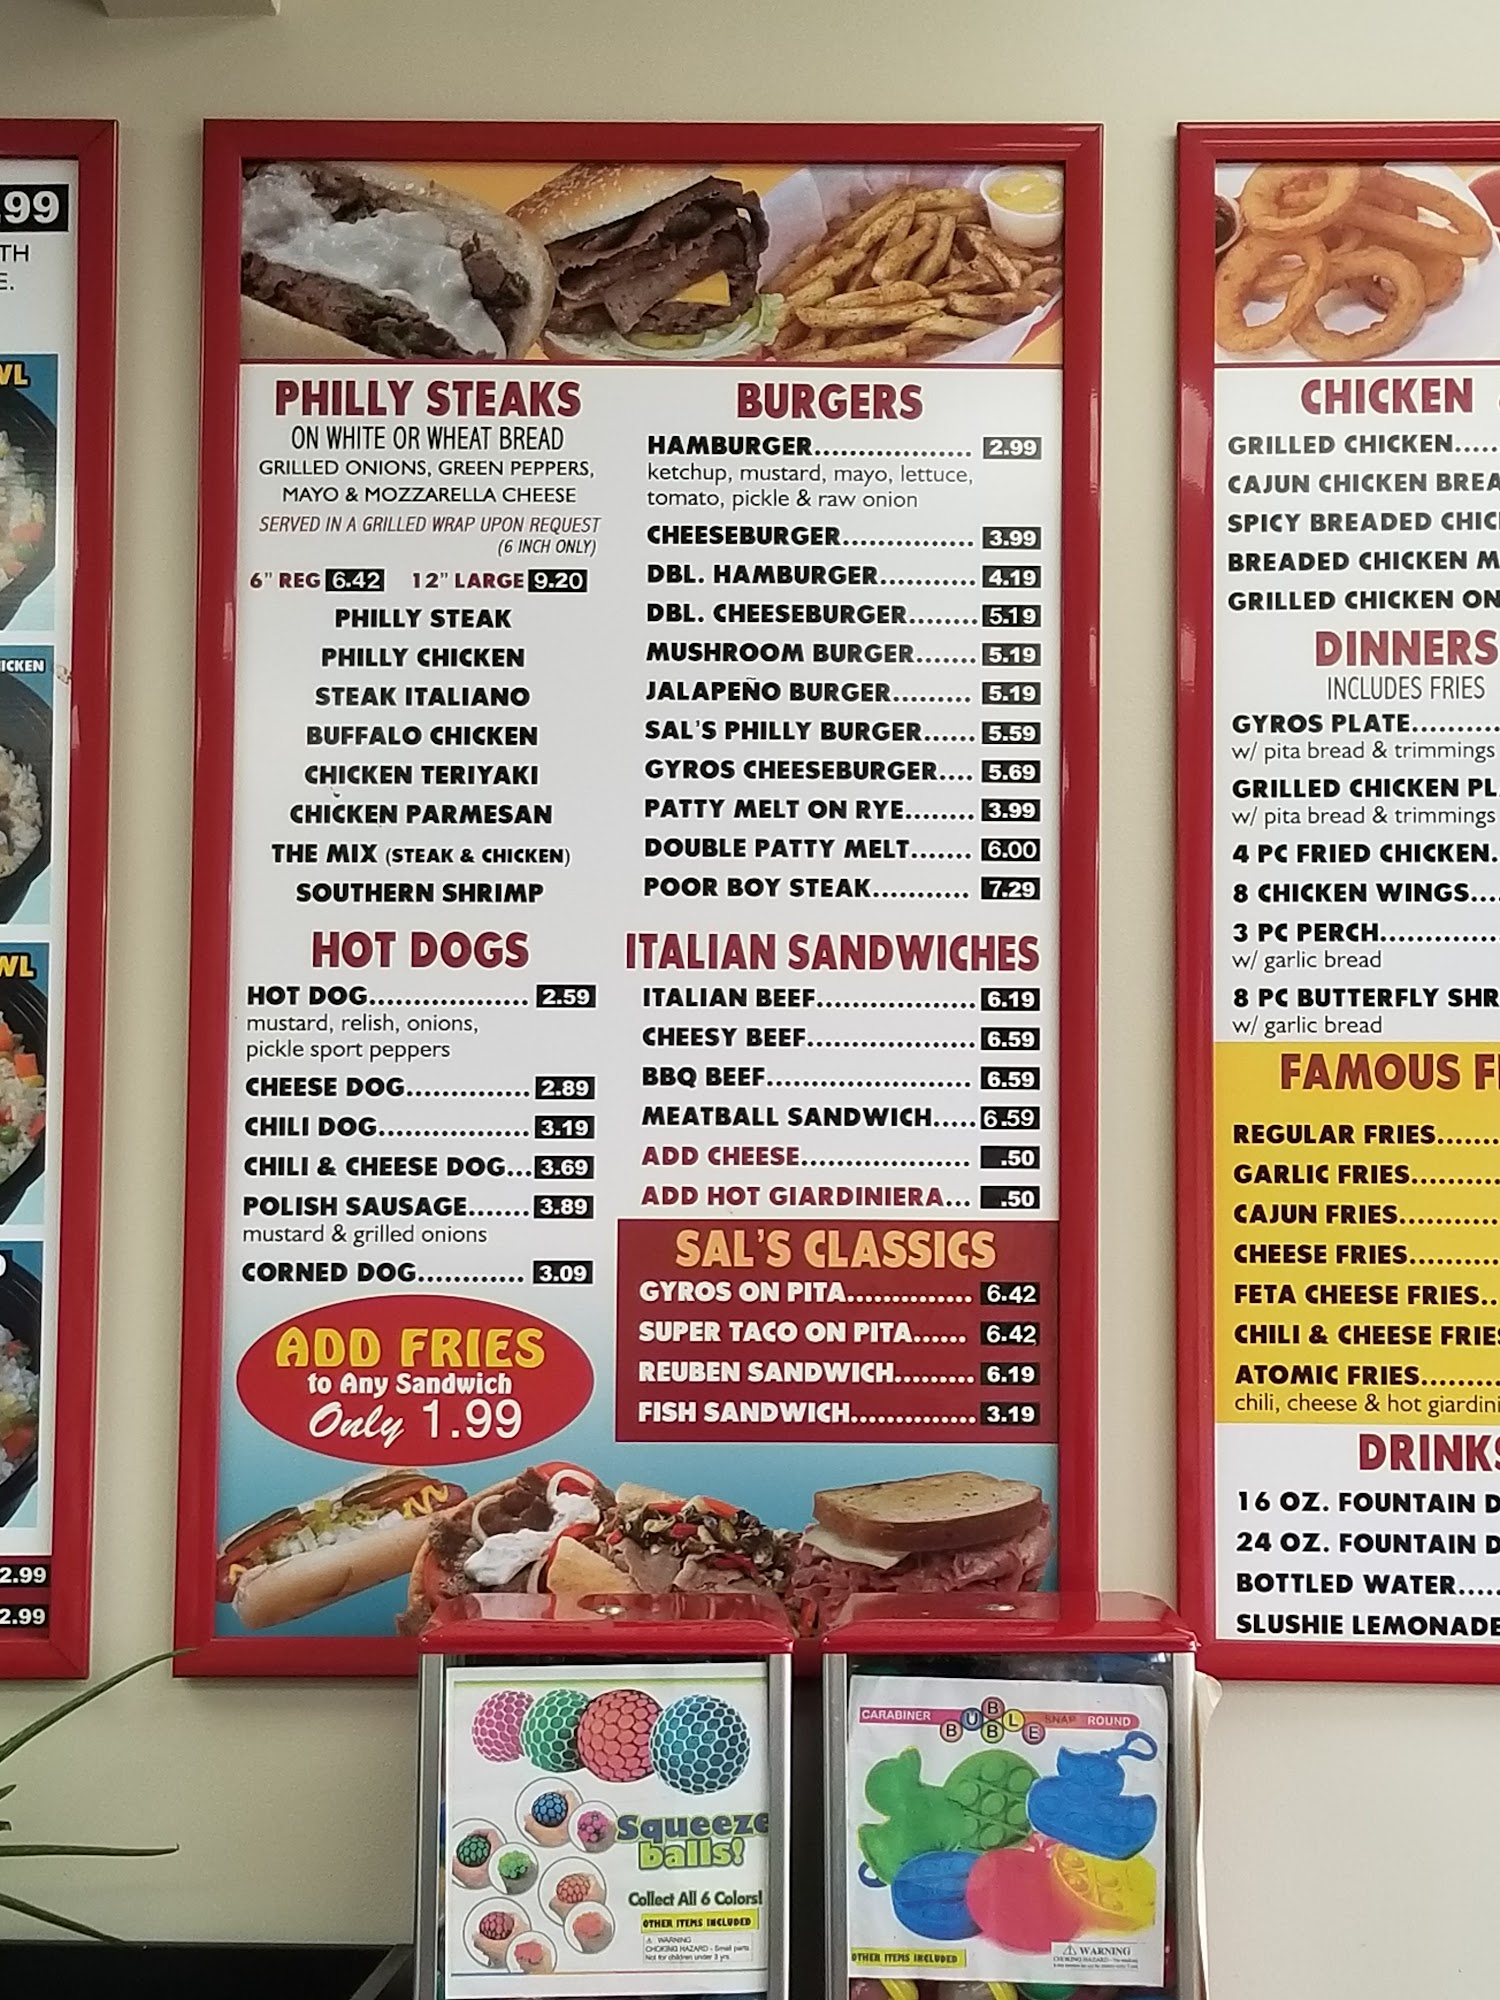 .99
TH
E.
WL
ICKEN
WL
2.99
2.99
PHILLY STEAKS
ON WHITE OR WHEAT BREAD
GRILLED ONIONS, GREEN PEPPERS,
MAYO & MOZZARELLA CHEESE
SERVED IN A GRILLED WRAP UPON REQUEST
(6 INCH ONLY)
6" REG 6.42 12" LARGE 9.20
PHILLY STEAK
PHILLY CHICKEN
STEAK ITALIANO
BUFFALO CHICKEN
CHICKEN TERIYAKI
CHICKEN PARMESAN
THE MIX (STEAK & CHICKEN)
SOUTHERN SHRIMP
HOT DOGS
HOT DOG.................. 2.59
mustard, relish, onions,
pickle sport peppers
CHEESE DOG.............. 2.89
CHILI DOG................. 3.19
CHILI & CHEESE DOG... 3.69
POLISH SAUSAGE....... 3.89
mustard & grilled onions
CORNED DOG............ 3.09
ADD FRIES
to Any Sandwich
Only 1.99
BURGERS
HAMBURGER.................. 2.99
ketchup, mustard, mayo, lettuce,
tomato, pickle & raw onion
CHEESEBURGER............... 3.99
DBL. HAMBURGER........... 4.19
DBL. CHEESEBURGER........ 5.19
MUSHROOM BURGER....... 5.19
JALAPEÑO BURGER......... 5.19
SAL'S PHILLY BURGER...... 5.59
GYROS CHEESEBURGER.... 5.69
PATTY MELT ON RYE........ 3.99
DOUBLE PATTY MELT....... 6.00
POOR BOY STEAK........... 7.29
ITALIAN SANDWICHES
ITALIAN BEEF.................. 6.19
CHEESY BEEF................... 6.59
BBQ BEEF....................... 6.59
MEATBALL SANDWICH..... 6.59
ADD CHEESE................... .50
ADD HOT GIARDINIERA... .50
SAL'S CLASSICS
GYROS ON PITA.............. 6.42
SUPER TACO ON PITA...... 6.42
REUBEN SANDWICH......... 6.19
FISH SANDWICH.............. 3.19
CHICKEN
GRILLED CHICKEN.....
CAJUN CHICKEN BREA
SPICY BREADED CHIC
BREADED CHICKEN
GRILLED CHICKEN ON
DINNERS
INCLUDES FRIES
GYROS PLATE..........
w/ pita bread & trimmings
GRILLED CHICKEN PL
w/ pita bread & trimmings
4 PC FRIED CHICKEN.
8 CHICKEN WINGS....
3 PC PERCH.............
w/ garlic bread
8 PC BUTTERFLY SHR
w/ garlic bread
FAMOUS F
REGULAR FRIES.......
GARLIC FRIES..........
CAJUN FRIES...........
CHEESE FRIES..........
FETA CHEESE FRIES..
CHILI & CHEESE FRIES
ATOMIC FRIES.........
chili, cheese & hot giardini
DRINKS
16 OZ. FOUNTAIN D
24 OZ. FOUNTAIN D
BOTTLED WATER.....
SLUSHIE LEMONADE
Squeeze
balls!
Collect All 6 Colors!
OTHER ITEMS INCLUDED
WARNING
CHOKING HAZARD - Small parts
Not for children under 3 yrs.
CARABINER BUBBLE SNAP ROUND
OTHER ITEMS INCLUDED
WARNING